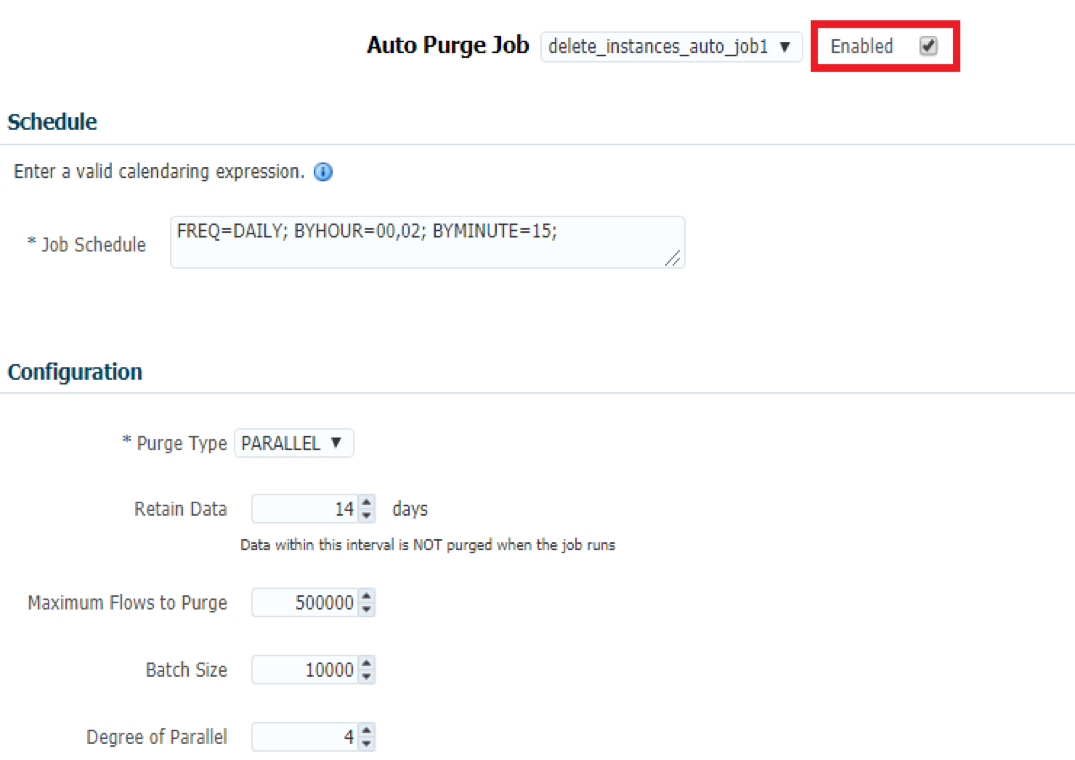 Auto Purge Job delete_instances_auto_job1 Enabled
Schedule
Enter a valid calendaring expression.
* Job Schedule FREQ=DAILY; BYHOUR=00,02; BYMINUTE=15;
Configuration
* Purge Type PARALLEL
Retain Data 14 days
Data within this interval is NOT purged when the job runs
Maximum Flows to Purge 500000
Batch Size 10000
Degree of Parallel 4